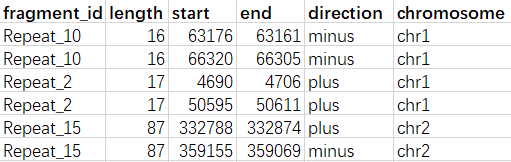 fragment_id length start end direction chromosome
Repeat_10 16 63176 63161 minus chr1
Repeat_10 16 66320 66305 minus chr1
Repeat_2 17 4690 4706 plus chr1
Repeat_2 17 50595 50611 plus chr1
Repeat_15 87 332788 332874 plus chr2
Repeat_15 87 359155 359069 minus chr2